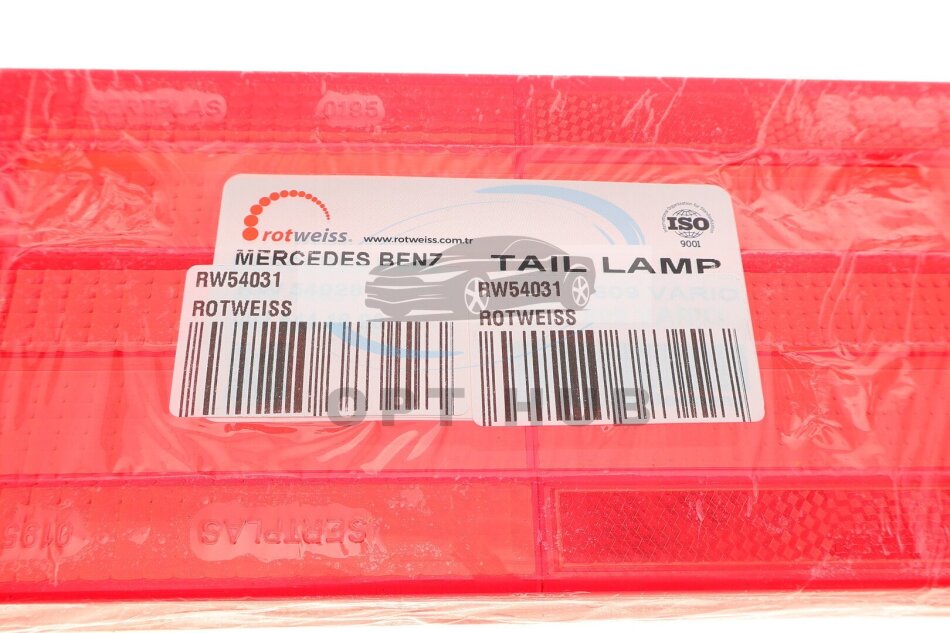 SERTPLAS 0195
rotweiss. www.rotweiss.com.tr
ISO
9001
MERCEDES BENZ TAIL LAMP
RW54031
ROTWEISS
RW54031
ROTWEISS
609 VARIO
OPT HUB
0195 SERTPLAS